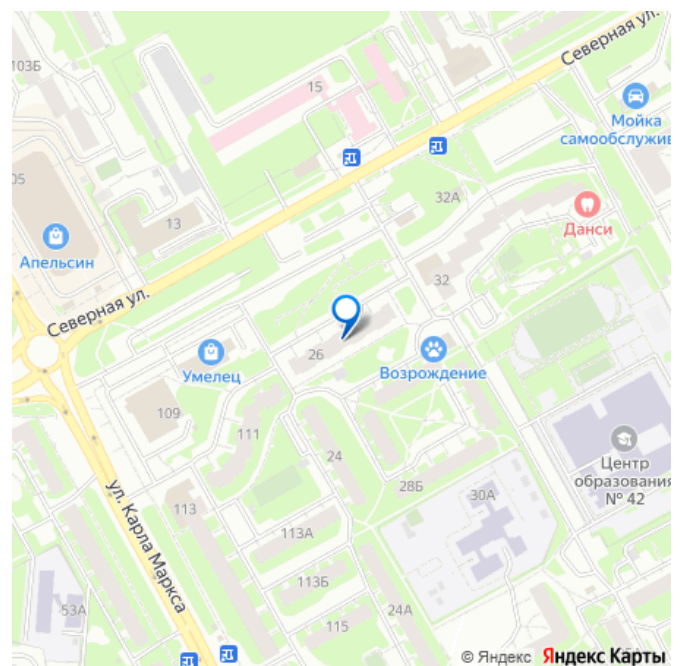 Северная ул.
103Б
15
Мойка
самообслужив
05
32А
13
Апельсин
Данси
32
Северная ул.
26
Умелец
Возрождение
109
111
24
Центр
образования
№ 42
28Б
30А
ул. Карла Маркса
113
113А
113Б
53А
24А
115
© Яндекс Яндекс Карты